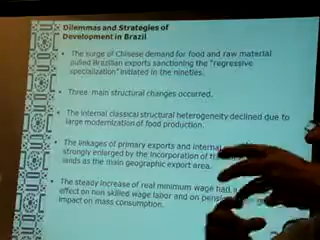 Dilemmas and Strategies of
Development in Brazil
• The surge of Chinese demand for food and raw material
pulled Brazilian exports sanctioning the "regressive
specialization" initiated in the nineties.
• Three main structural changes occurred.
• The internal classical structural heterogeneity declined due to
large modernization of food production.
• The linkages of primary exports and internal
strongly enlarged by the incorporation of
lands as the main geographic export area.
• The steady increase of real minimum wage had
effect on non skilled wage labor and on
impact on mass consumption.